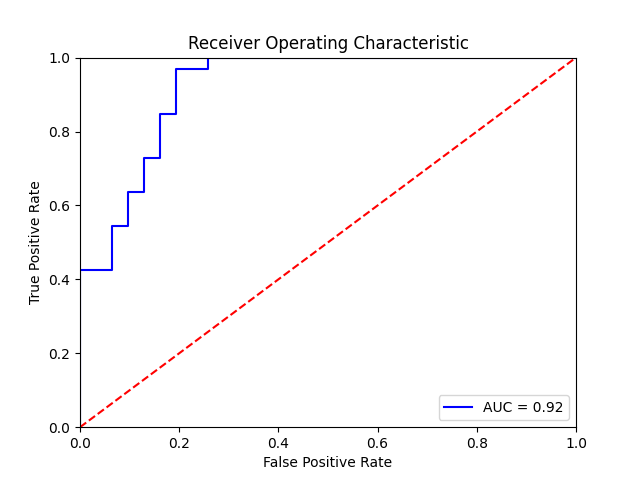 Receiver Operating Characteristic
1.0
0.8
0.6
0.4
0.2
0.0
True Positive Rate
AUC = 0.92
0.0 0.2 0.4 0.6 0.8 1.0
False Positive Rate